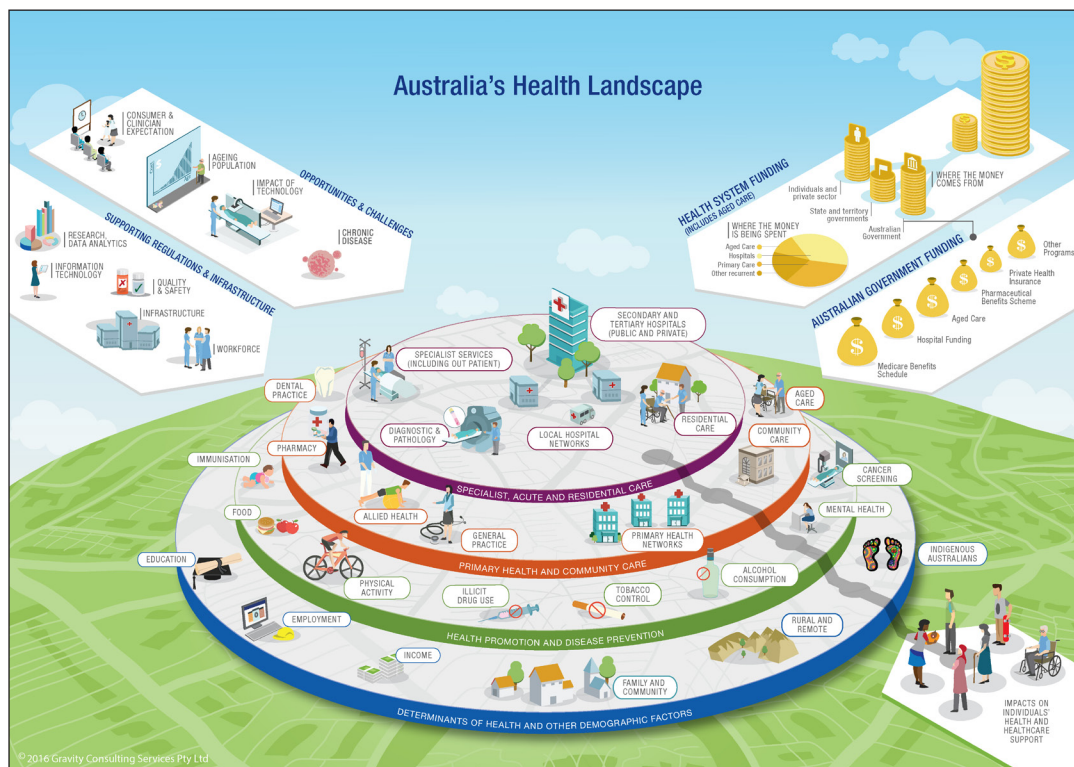 Australia's Health Landscape
CONSUMER &
CLINICIAN
EXPECTATION
AGEING
POPULATION
IMPACT OF
TECHNOLOGY
CHRONIC
DISEASE
OPPORTUNITIES & CHALLENGES
RESEARCH,
DATA ANALYTICS
INFORMATION
TECHNOLOGY
QUALITY
& SAFETY
INFRASTRUCTURE
WORKFORCE
SUPPORTING REGULATIONS & INFRASTRUCTURE
HEALTH SYSTEM FUNDING
(INCLUDES AGED CARE)
WHERE THE MONEY
COMES FROM
Individuals and
private sector
State and territory
governments
Australian
Government
WHERE THE MONEY
IS BEING SPENT
Aged Care
Hospitals
Primary Care
Other recurrent
AUSTRALIAN GOVERNMENT FUNDING
Other
Programs
Private Health
Insurance
Pharmaceutical
Benefits Scheme
Aged Care
Hospital Funding
Medicare Benefits
Schedule
SECONDARY AND
TERTIARY HOSPITALS
(PUBLIC AND PRIVATE)
SPECIALIST SERVICES
(INCLUDING OUT PATIENT)
DIAGNOSTIC &
PATHOLOGY
LOCAL HOSPITAL
NETWORKS
RESIDENTIAL
CARE
SPECIALIST, ACUTE AND RESIDENTIAL CARE
DENTAL
PRACTICE
PHARMACY
ALLIED HEALTH
GENERAL
PRACTICE
PRIMARY HEALTH
NETWORKS
COMMUNITY
CARE
AGED
CARE
PRIMARY HEALTH AND COMMUNITY CARE
IMMUNISATION
FOOD
PHYSICAL
ACTIVITY
ILLICIT
DRUG USE
TOBACCO
CONTROL
ALCOHOL
CONSUMPTION
MENTAL HEALTH
CANCER
SCREENING
HEALTH PROMOTION AND DISEASE PREVENTION
EDUCATION
EMPLOYMENT
INCOME
FAMILY AND
COMMUNITY
RURAL AND
REMOTE
INDIGENOUS
AUSTRALIANS
DETERMINANTS OF HEALTH AND OTHER DEMOGRAPHIC FACTORS
IMPACTS ON
INDIVIDUALS'
HEALTH AND
HEALTHCARE
SUPPORT
© 2016 Gravity Consulting Services Pty Ltd